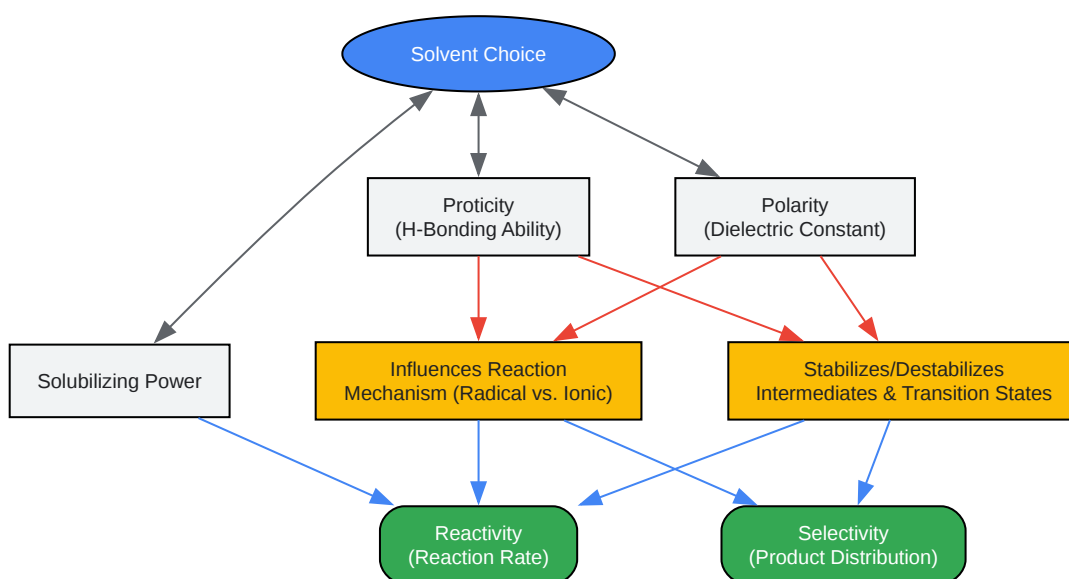 Solvent Choice
Proticity
(H-Bonding Ability)
Polarity
(Dielectric Constant)
Solubilizing Power
Influences Reaction
Mechanism (Radical vs. Ionic)
Stabilizes/Destabilizes
Intermediates & Transition States
Reactivity
(Reaction Rate)
Selectivity
(Product Distribution)